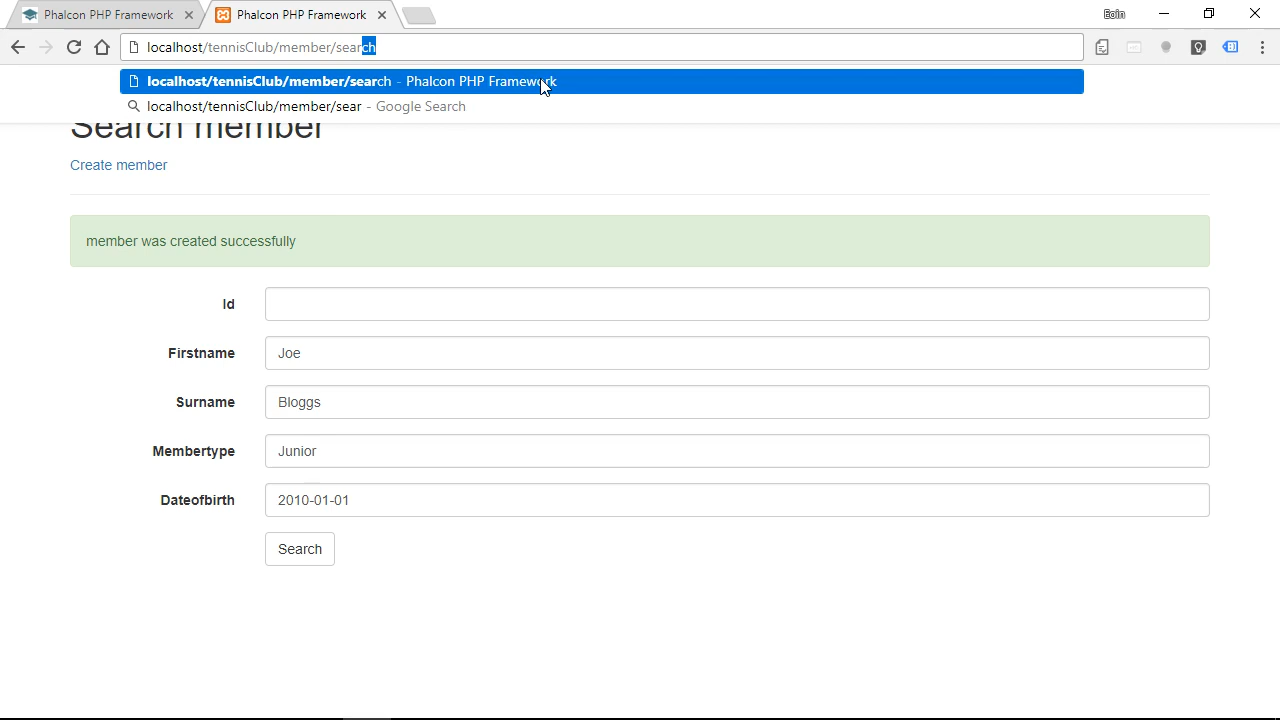 Phalcon PHP Framework
Phalcon PHP Framework
Eoin
localhost/tennisClub/member/search
localhost/tennisClub/member/search - Phalcon PHP Framework
localhost/tennisClub/member/sear - Google Search
Search member
Create member
member was created successfully
Id
Firstname Joe
Surname Bloggs
Membertype Junior
Dateofbirth 2010-01-01
Search